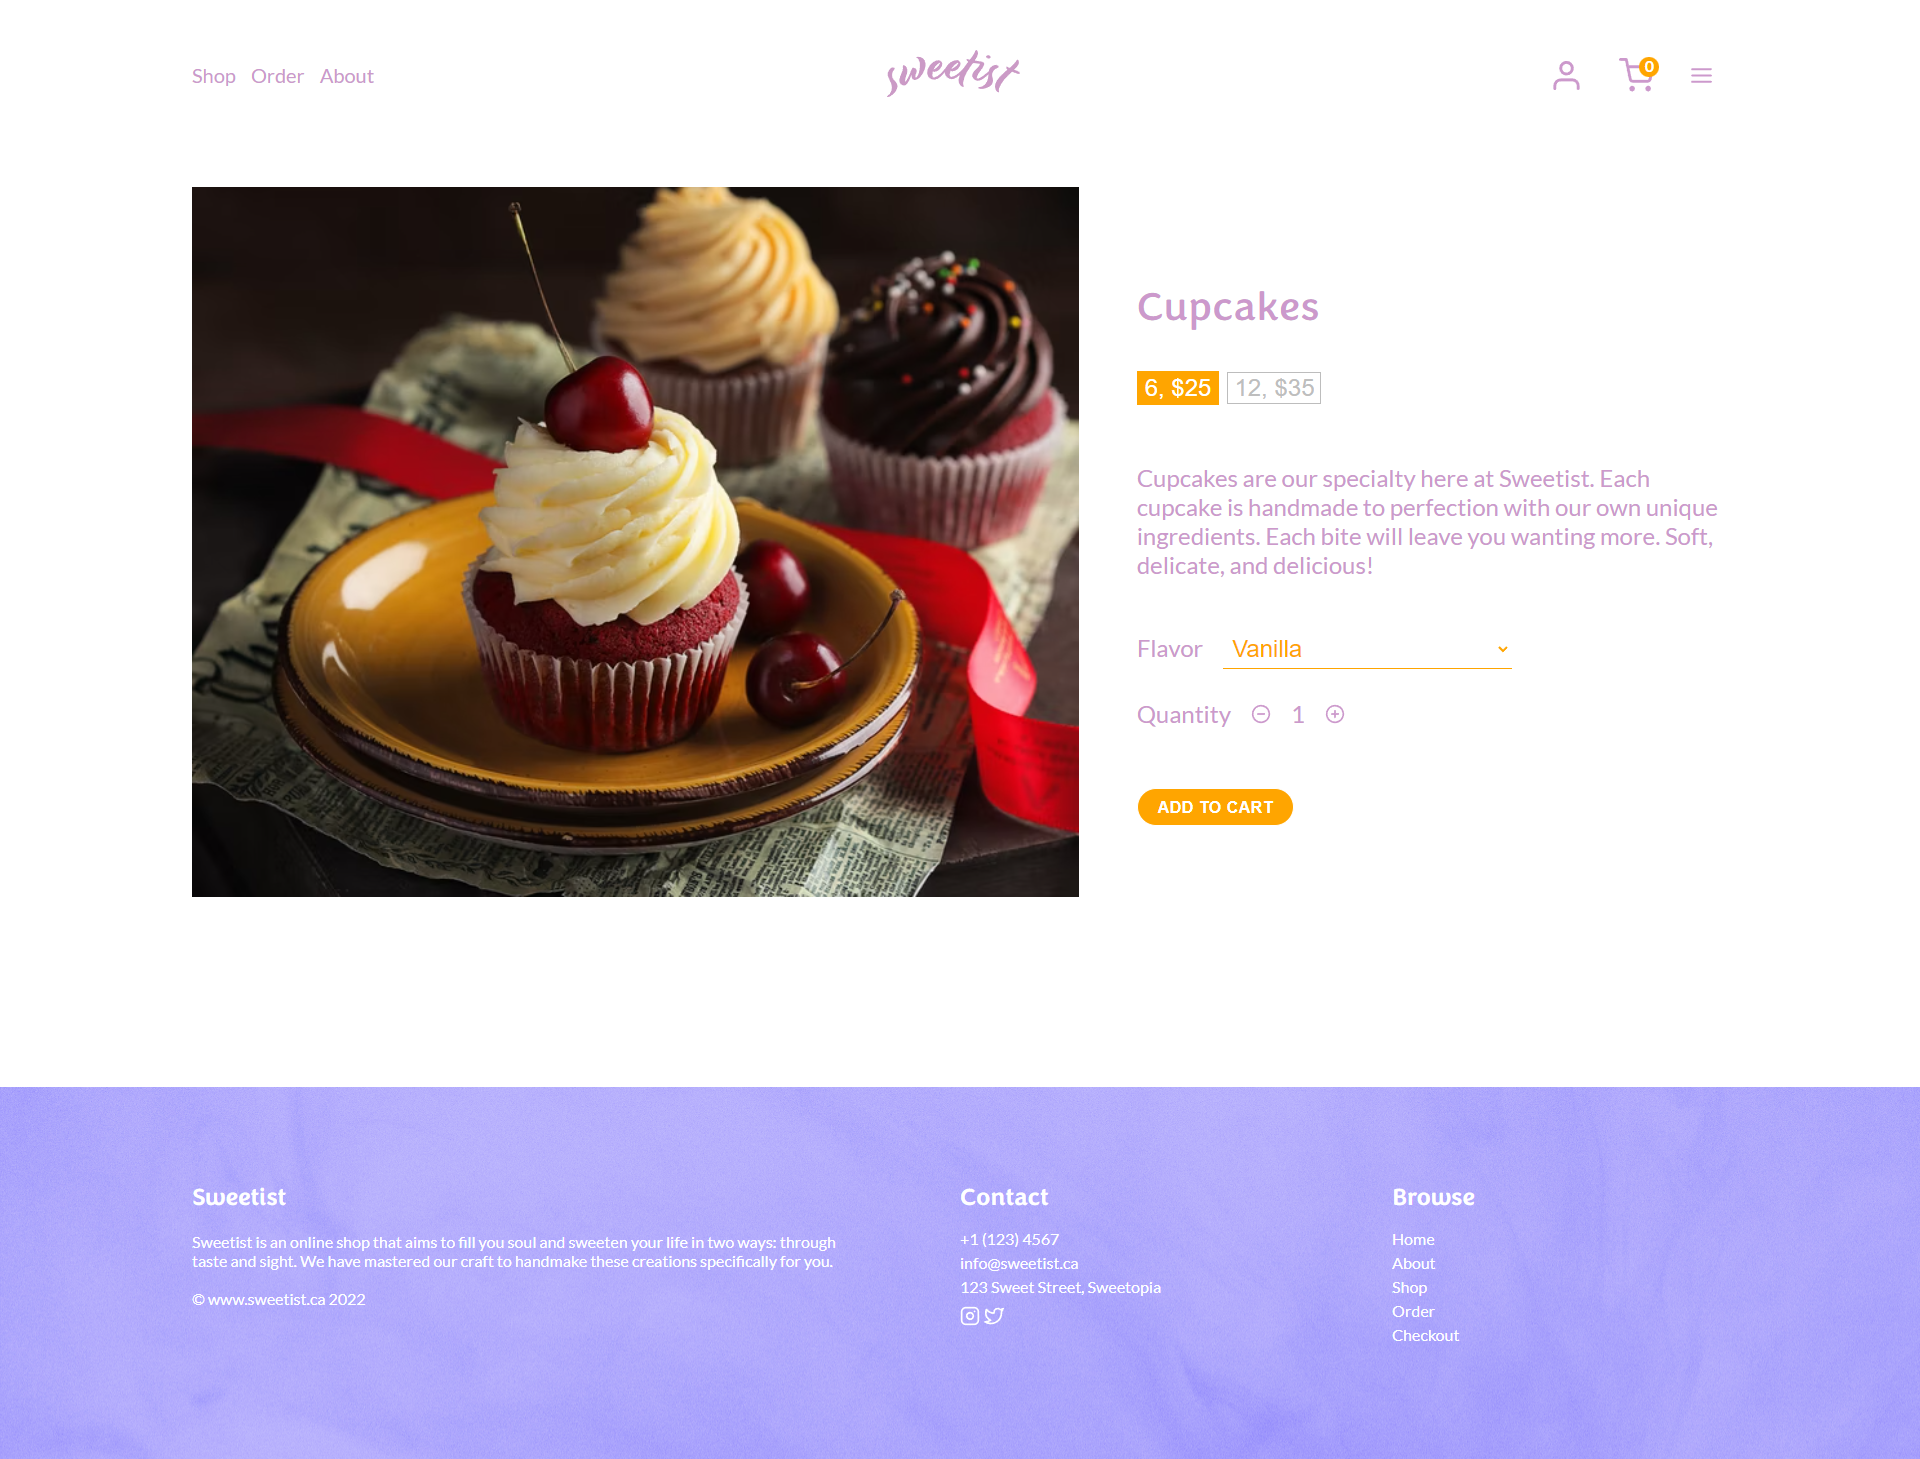 Shop Order About
sweetist
0
Cupcakes
6, $25 12, $35
Cupcakes are our specialty here at Sweetist. Each
cupcake is handmade to perfection with our own unique
ingredients. Each bite will leave you wanting more. Soft,
delicate, and delicious!
Flavor Vanilla
Quantity 1
ADD TO CART
Sweetist
Sweetist is an online shop that aims to fill you soul and sweeten your life in two ways: through
taste and sight. We have mastered our craft to handmake these creations specifically for you.
© www.sweetist.ca 2022
Contact
+1 (123) 4567
info@sweetist.ca
123 Sweet Street, Sweetopia
Browse
Home
About
Shop
Order
Checkout